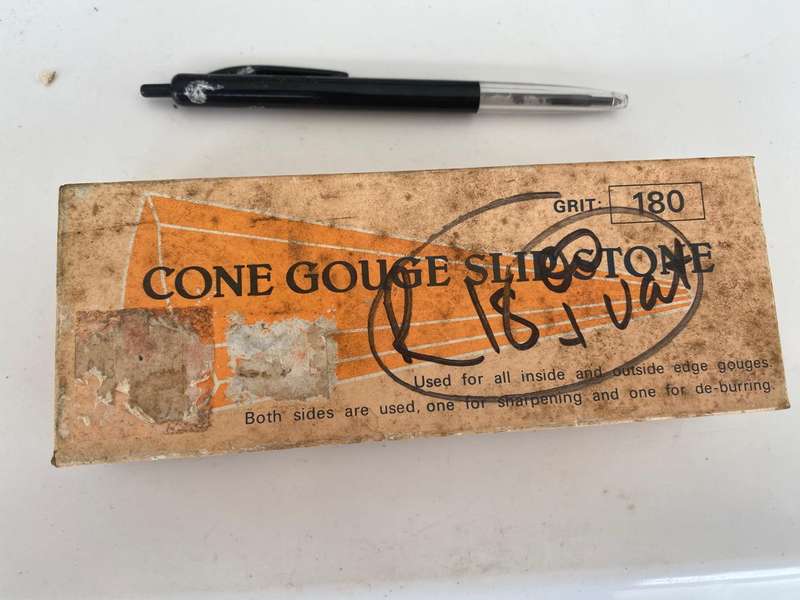 GRIT: 180
CONE GOUGE SLIPSTONE
R18 00
+ vat
Used for all inside and outside edge gouges.
Both sides are used, one for sharpening and one for de-burring.